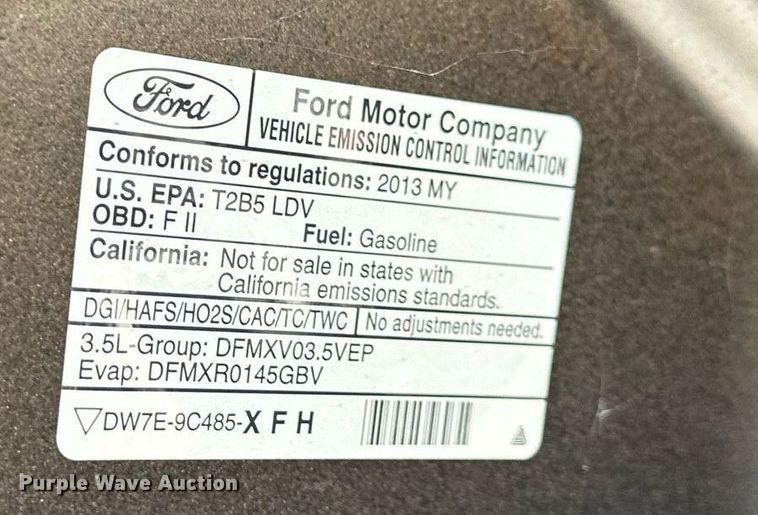 Ford
Ford Motor Company
VEHICLE EMISSION CONTROL INFORMATION
Conforms to regulations: 2013 MY
U.S. EPA: T2B5 LDV
OBD: F II Fuel: Gasoline
California: Not for sale in states with
California emissions standards.
DGI/HAFS/HO2S/CAC/TC/TWC No adjustments needed.
3.5L-Group: DFMXV03.5VEP
Evap: DFMXR0145GBV
DW7E-9C485-X F H
Purple Wave Auction